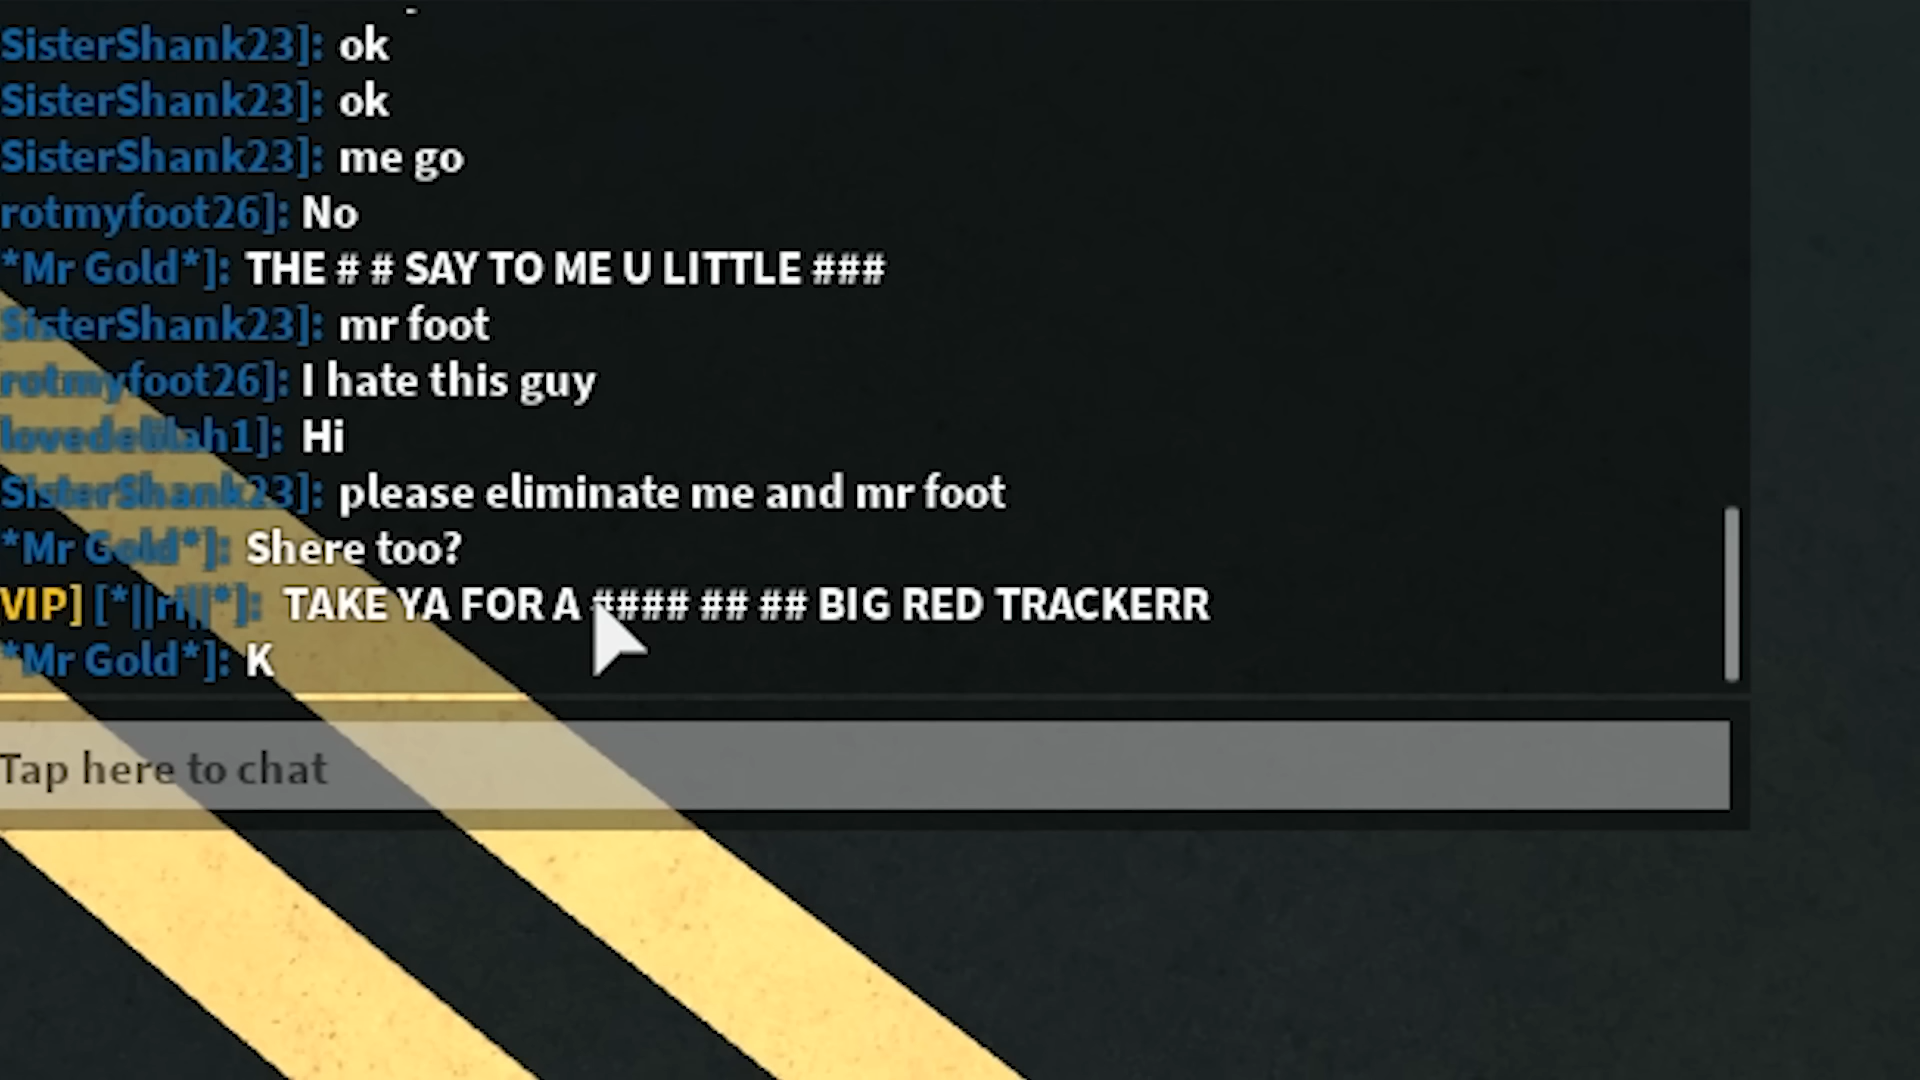 SisterShank23]: ok
SisterShank23]: ok
SisterShank23]: me go
rotmyfoot26]: No
*Mr Gold*]: THE # # SAY TO ME U LITTLE ###
SisterShank23]: mr foot
rotmyfoot26]: I hate this guy
lovedelilah1]: Hi
SisterShank23]: please eliminate me and mr foot
*Mr Gold*]: Shere too?
VIP] [*||ri||*]: TAKE YA FOR A #### ## ## BIG RED TRACKERR
*Mr Gold*]: K
Tap here to chat